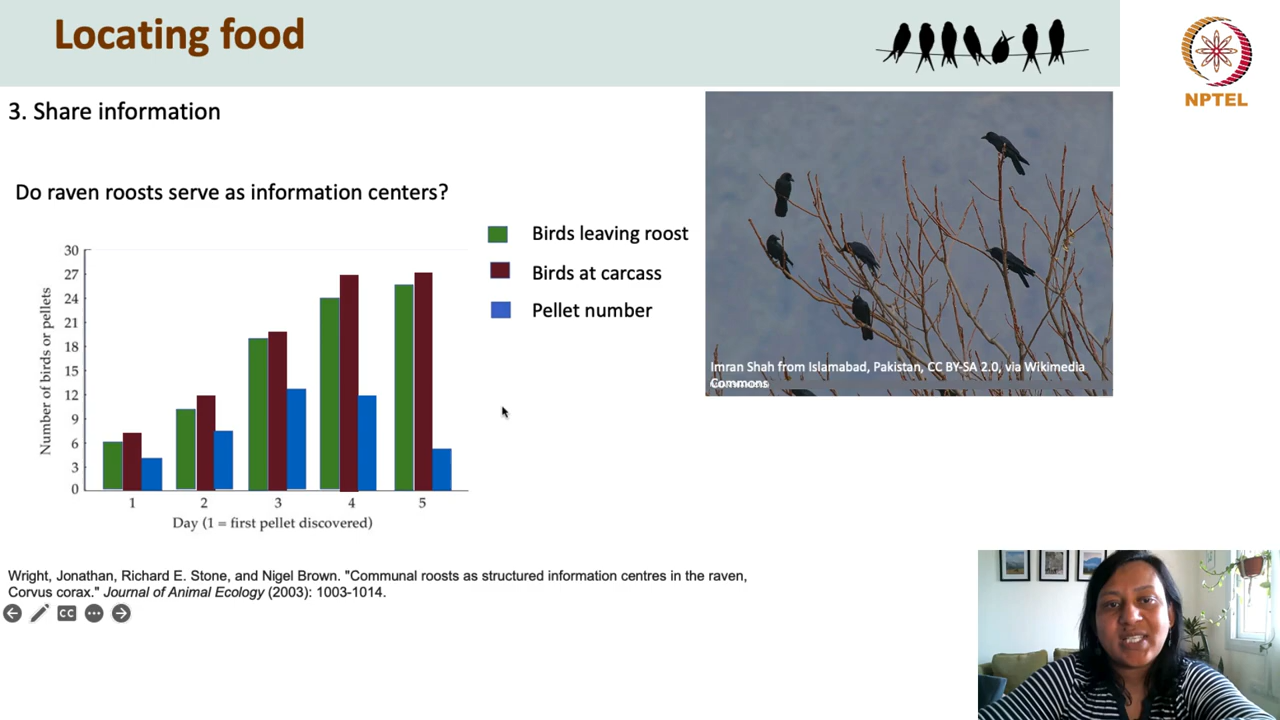 Locating food
NPTEL
3. Share information
Do raven roosts serve as information centers?
Birds leaving roost
Birds at carcass
Pellet number
Number of birds or pellets
30
27
24
21
18
15
12
9
6
3
0
1 2 3 4 5
Day (1 = first pellet discovered)
Imran Shah from Islamabad, Pakistan, CC BY-SA 2.0, via Wikimedia
Commons
Wright, Jonathan, Richard E. Stone, and Nigel Brown. "Communal roosts as structured information centres in the raven,
Corvus corax." Journal of Animal Ecology (2003): 1003-1014.
CC